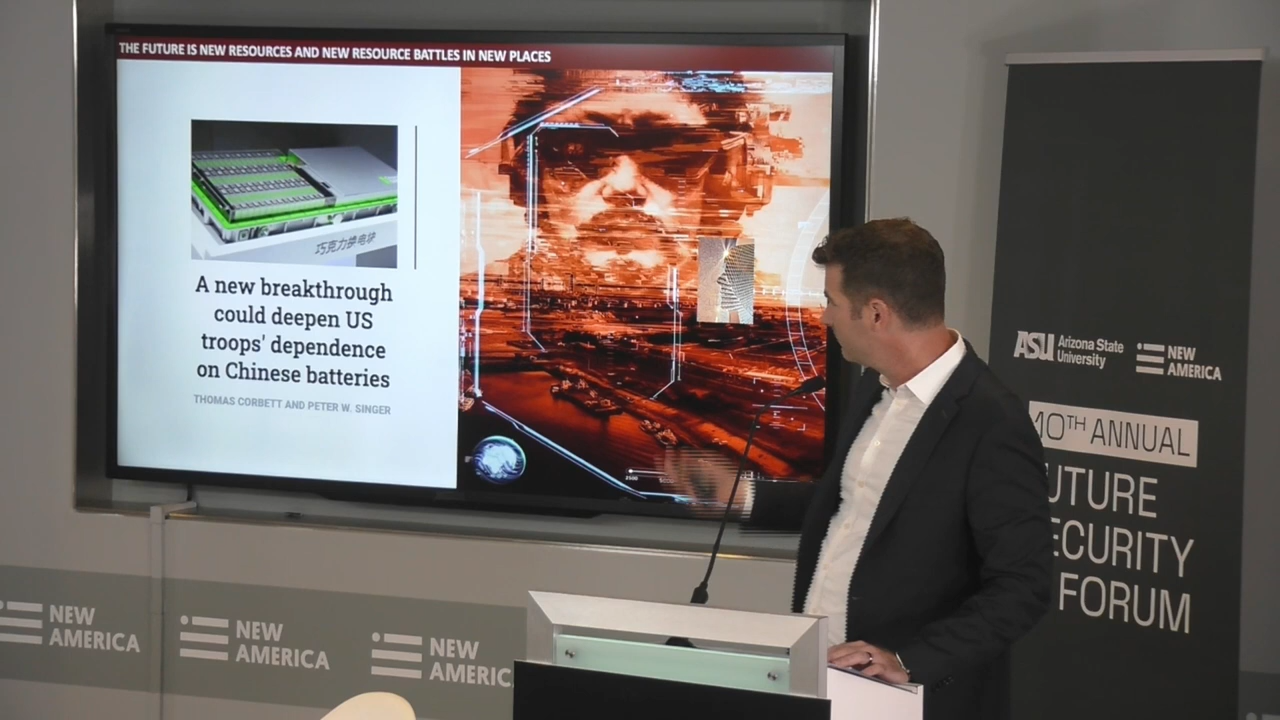 THE FUTURE IS NEW RESOURCES AND NEW RESOURCE BATTLES IN NEW PLACES
巧克力换电块
A new breakthrough
could deepen US
troops' dependence
on Chinese batteries
THOMAS CORBETT AND PETER W. SINGER
2500
ASU Arizona State
University
NEW
AMERICA
10TH ANNUAL
UTURE
ECURITY
FORUM
NEW
AMERICA
NEW
AMERICA
NEW
AMERIC